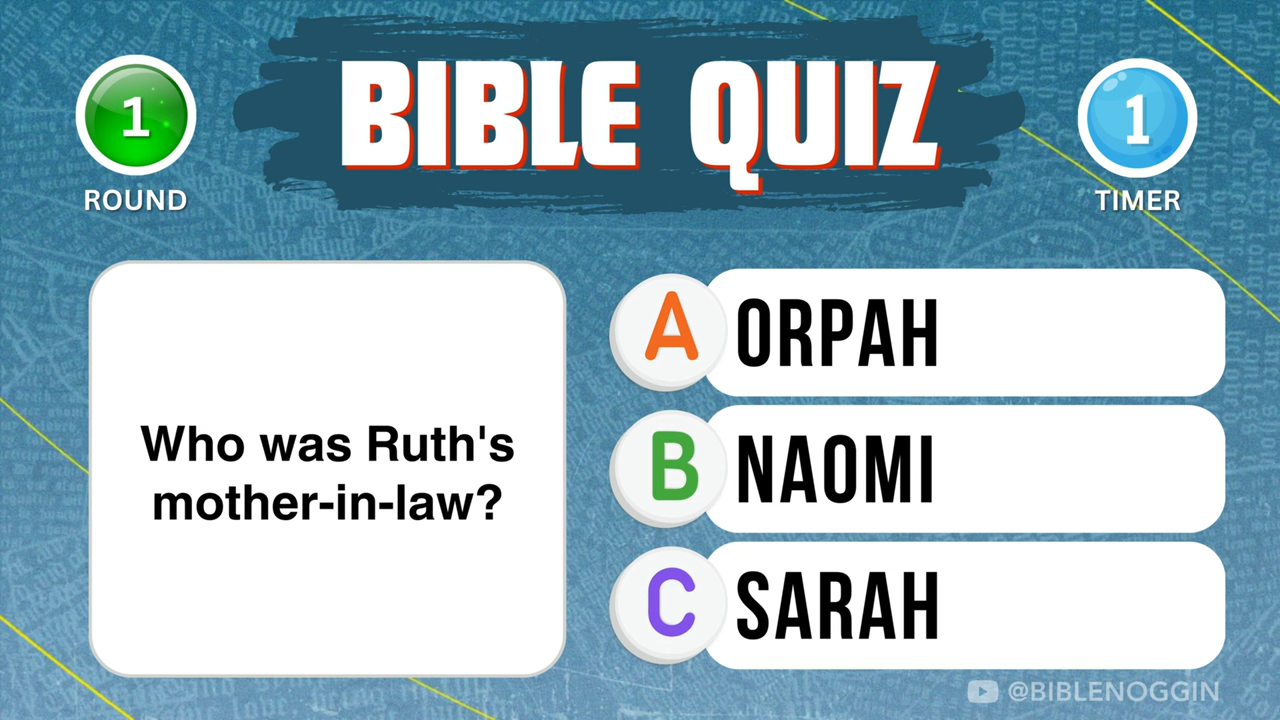 BIBLE QUIZ
1
ROUND
1
TIMER
Who was Ruth's
mother-in-law?
A ORPAH
B NAOMI
C SARAH
@BIBLENOGGIN